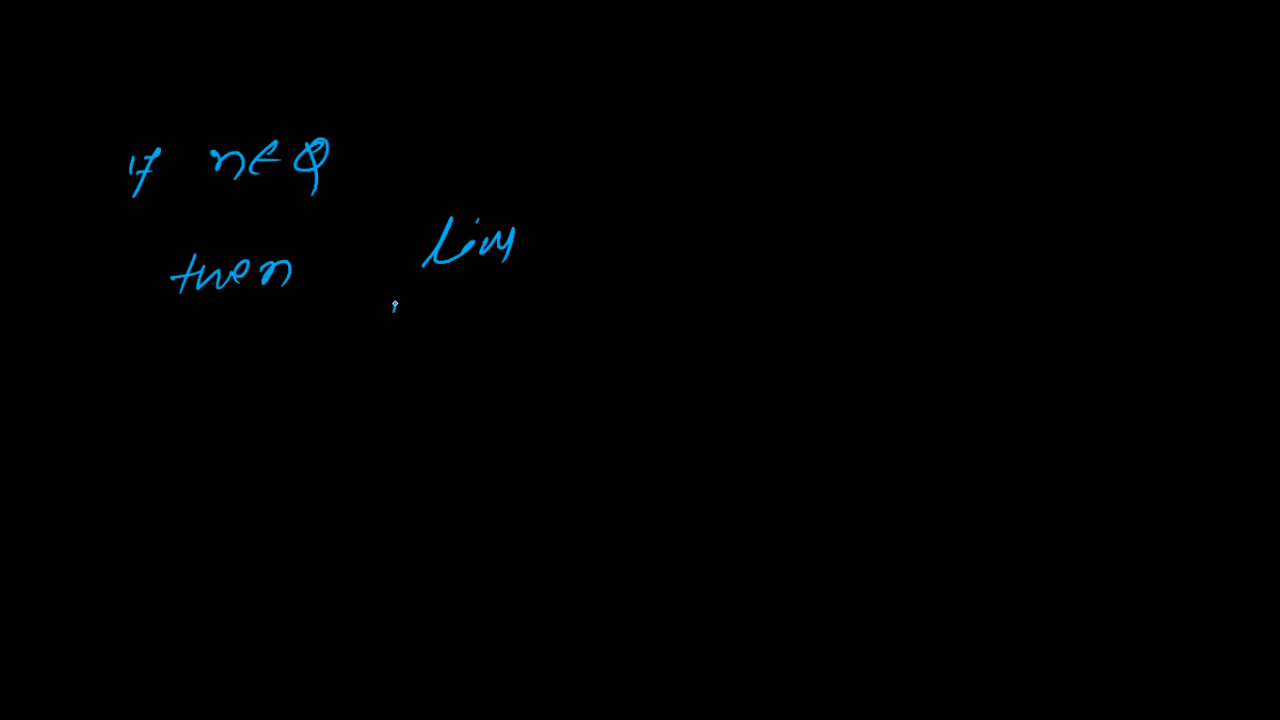 if n ∈ Q
then lim